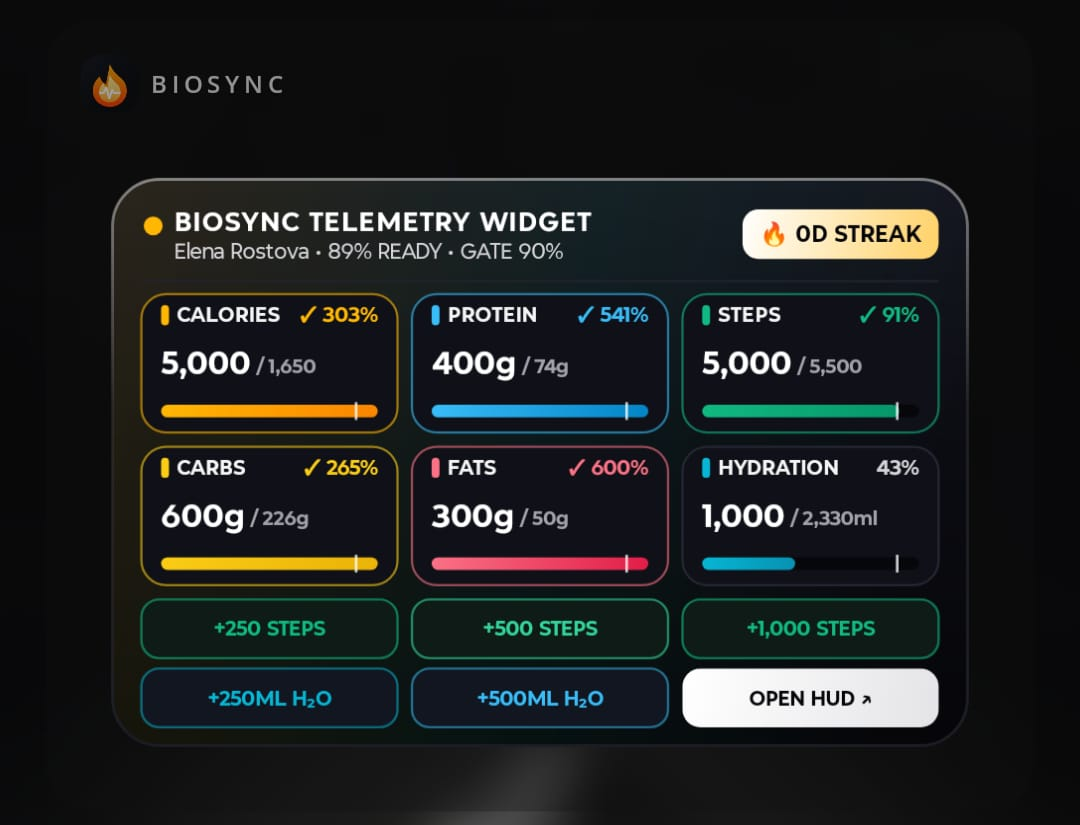 BIOSYNC
BIOSYNC TELEMETRY WIDGET
Elena Rostova • 89% READY • GATE 90%
🔥 0D STREAK
CALORIES ✓ 303%
5,000 / 1,650
PROTEIN ✓ 541%
400g / 74g
STEPS ✓ 91%
5,000 / 5,500
CARBS ✓ 265%
600g / 226g
FATS ✓ 600%
300g / 50g
HYDRATION 43%
1,000 / 2,330ml
+250 STEPS
+500 STEPS
+1,000 STEPS
+250ML H₂O
+500ML H₂O
OPEN HUD ↗